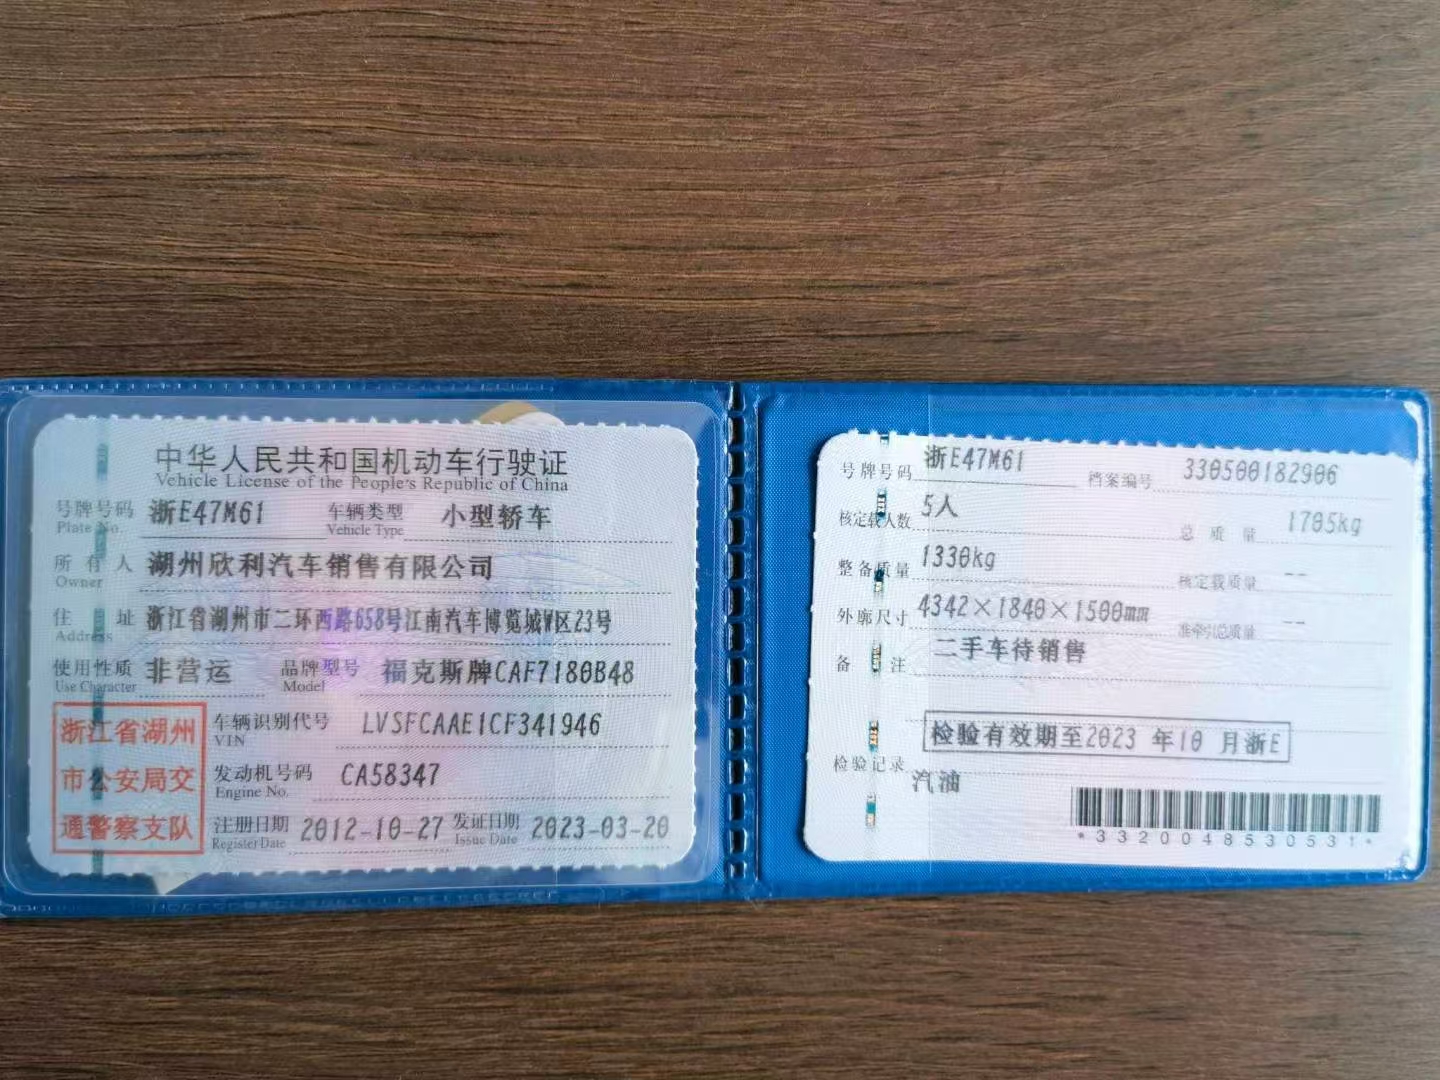 中华人民共和国机动车行驶证
Vehicle License of the People's Republic of China
号牌号码 浙E47M61 车辆类型 小型轿车
Plate No. Vehicle Type
所有人 湖州欣利汽车销售有限公司
Owner
住址 浙江省湖州市二环西路658号江南汽车博览城W区23号
Address
使用性质 非营运 品牌型号 福克斯牌CAF7180B48
Use Character Model
浙江省湖州
市公安局交
通警察支队
车辆识别代号 LVSFCAAE1CF341946
VIN
发动机号码 CA58347
Engine No.
注册日期 2012-10-27 发证日期 2023-03-20
Register Date Issue Date
号牌号码 浙E47M61 档案编号 330500182906
核定载人数 5人 总质量 1705kg
整备质量 1330kg 核定载质量 --
外廓尺寸 4342×1840×1500mm 准牵引总质量 --
备注 二手车待销售
检验有效期至2023 年10 月浙E
检验记录
汽油
*3320048530531*